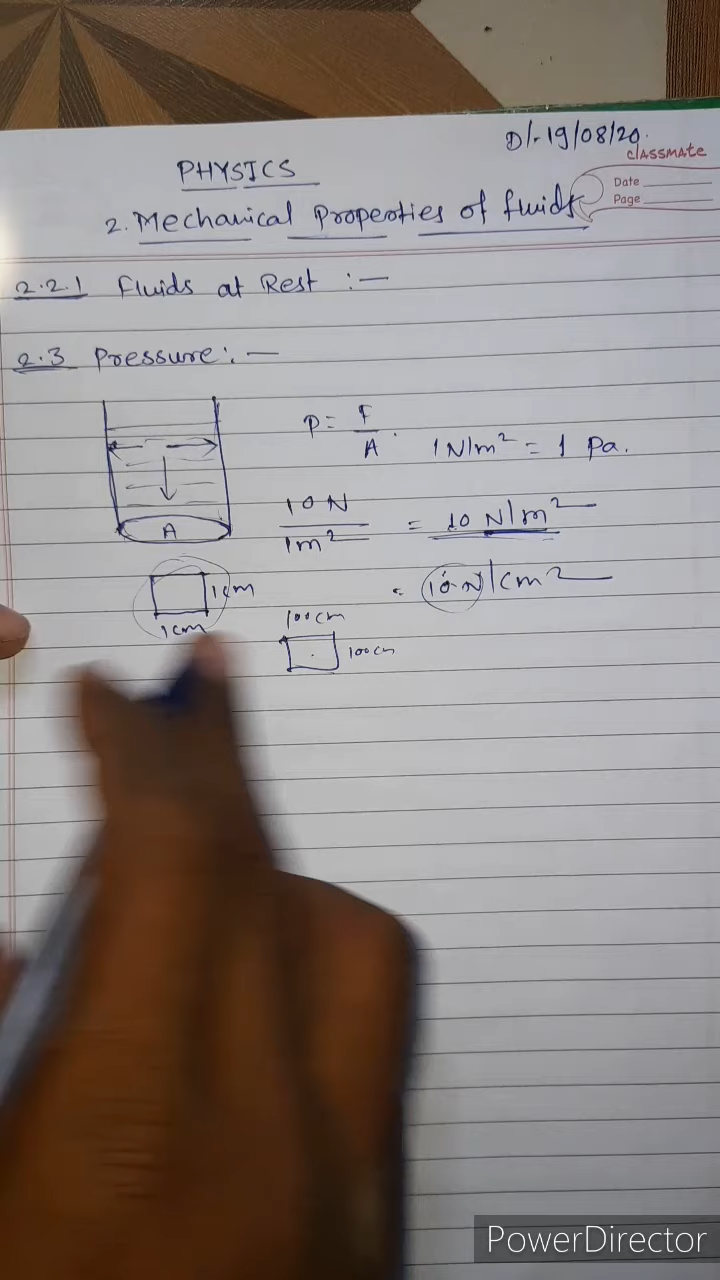 D/- 19/08/20.
classmate
PHYSICS
Date
Page
2. Mechanical Properties of fluids
2.2.1 Fluids at Rest :-
2.3 Pressure :-
P = F/A . 1 N/m² = 1 Pa.
A
10 N / 1m² = 10 N/m²
= 10 N/cm²
1cm
1cm
100cm
100cm
PowerDirector